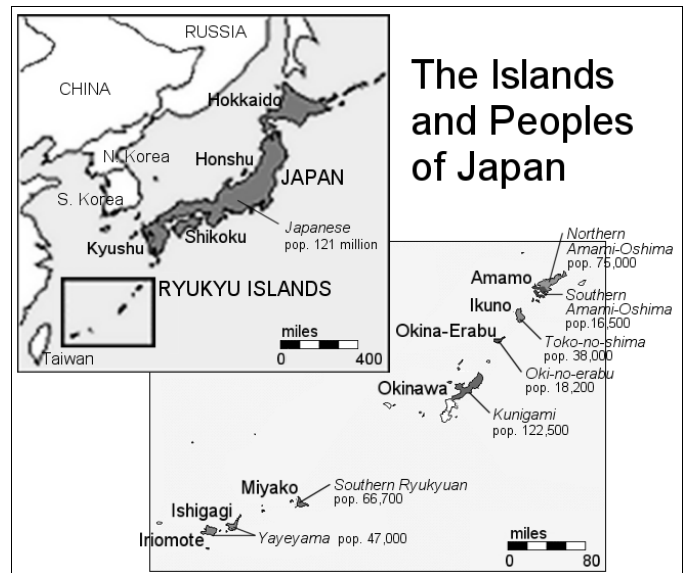 The Islands
and Peoples
of Japan
RUSSIA
CHINA
Hokkaido
N. Korea
Honshu
JAPAN
S. Korea
Japanese
pop. 121 million
Kyushu
Shikoku
RYUKYU ISLANDS
miles
0 400
Taiwan
Northern
Amami-Oshima
pop. 75,000
Amamo
Southern
Amami-Oshima
pop.16,500
Ikuno
Toko-no-shima
pop. 38,000
Okina-Erabu
Oki-no-erabu
pop. 18,200
Okinawa
Kunigami
pop. 122,500
Miyako
Southern Ryukyuan
pop. 66,700
Ishigagi
Iriomote
Yayeyama pop. 47,000
miles
0 80